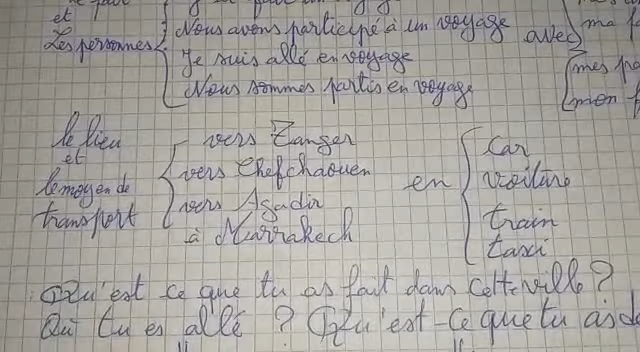 et
Les personnes Nous avons participé à un voyage avec ma
Je suis allé en voyage
Nous sommes partis en voyage mes
mon
le lieu vers Tanger car
et vers Chefchaouen en voiture
le moyen de vers Agadir train
transport à Marrakech taxi
Qu'est ce que tu as fait dans cette ville ?
Où tu es allé ? Qu'est-ce que tu as